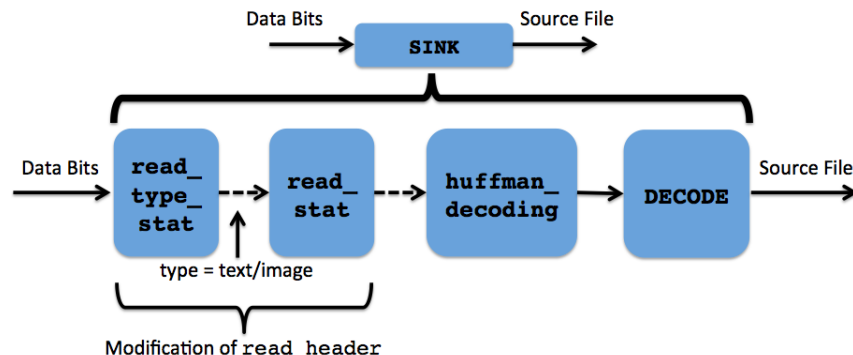 Data Bits
SINK
Source File
Data Bits
read_
type_
stat
read_
stat
huffman_
decoding
DECODE
Source File
type = text/image
Modification of read header